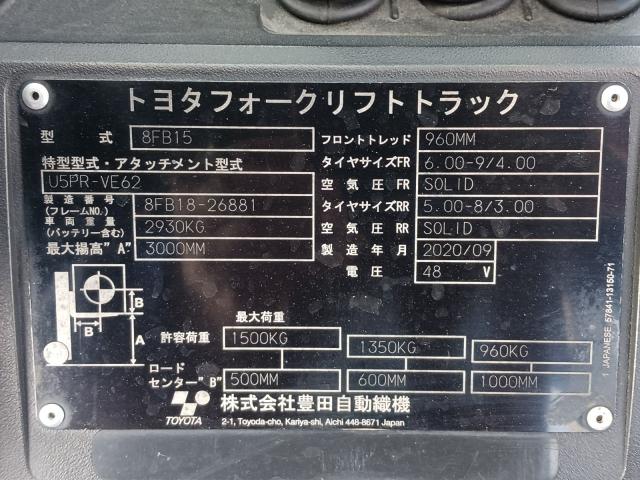 トヨタフォークリフトトラック
型 式 8FB15
特型型式・アタッチメント型式
U5PR-VE62
製造番号 (フレームNO.) 8FB18-26881
車両重量 (バッテリー含む) 2930KG
最大揚高"A" 3000MM
フロントトレッド 960MM
タイヤサイズFR 6.00-9/4.00
空気圧FR SOLID
タイヤサイズRR 5.00-8/3.00
空気圧RR SOLID
製造年月 2020/09
電圧 48 V
B
B
A
最大荷重
許容荷重 1500KG 1350KG 960KG
ロードセンター"B" 500MM 600MM 1000MM
TOYOTA
株式会社豊田自動織機
2-1, Toyoda-cho, Kariya-shi, Aichi 448-8671 Japan
JAPANESE 57841-13150-71